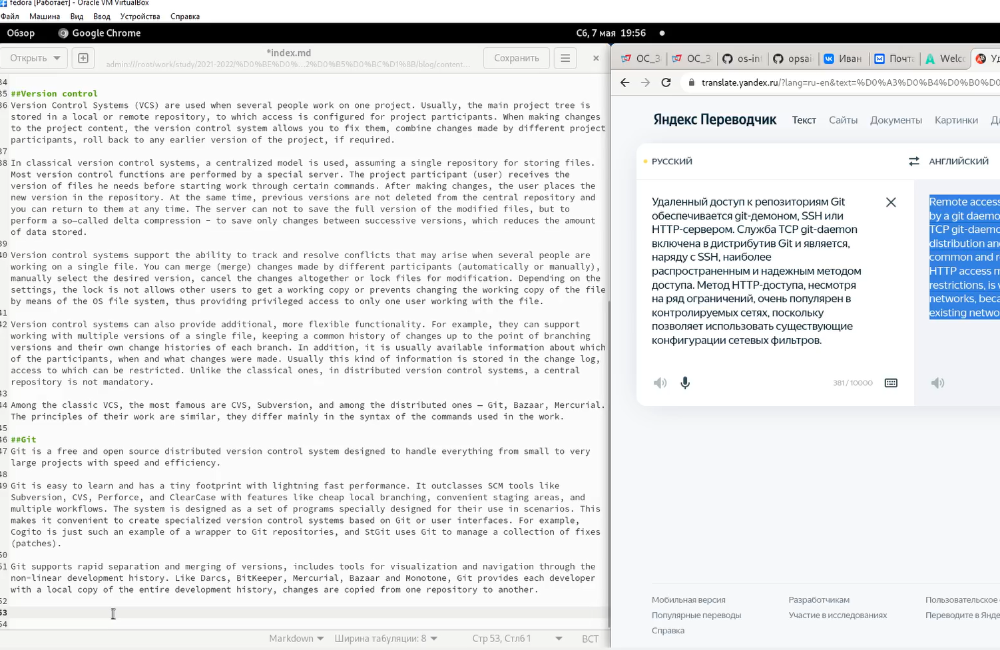 fedora [Работает] - Oracle VM VirtualBox
Файл Машина Вид Ввод Устройства Справка
Обзор Google Chrome Сб, 7 мая 19:56
Открыть *index.md Сохранить
admin:///root/work/study/2021-2022/%D0%BE%D0%...2%D0%B5%D0%BC%D1%8B/blog/content...
34
35 ##Version control
36 Version Control Systems (VCS) are used when several people work on one project. Usually, the main project tree is
stored in a local or remote repository, to which access is configured for project participants. When making changes
to the project content, the version control system allows you to fix them, combine changes made by different project
participants, roll back to any earlier version of the project, if required.
37
38 In classical version control systems, a centralized model is used, assuming a single repository for storing files.
Most version control functions are performed by a special server. The project participant (user) receives the
version of files he needs before starting work through certain commands. After making changes, the user places the
new version in the repository. At the same time, previous versions are not deleted from the central repository and
you can return to them at any time. The server can not to save the full version of the modified files, but to
perform a so—called delta compression - to save only changes between successive versions, which reduces the amount
of data stored.
39
40 Version control systems support the ability to track and resolve conflicts that may arise when several people are
working on a single file. You can merge (merge) changes made by different participants (automatically or manually),
manually select the desired version, cancel the changes altogether or lock files for modification. Depending on the
settings, the lock is not allows other users to get a working copy or prevents changing the working copy of the file
by means of the OS file system, thus providing privileged access to only one user working with the file.
41
42 Version control systems can also provide additional, more flexible functionality. For example, they can support
working with multiple versions of a single file, keeping a common history of changes up to the point of branching
versions and their own change histories of each branch. In addition, it is usually available information about which
of the participants, when and what changes were made. Usually this kind of information is stored in the change log,
access to which can be restricted. Unlike the classical ones, in distributed version control systems, a central
repository is not mandatory.
43
44 Among the classic VCS, the most famous are CVS, Subversion, and among the distributed ones — Git, Bazaar, Mercurial.
The principles of their work are similar, they differ mainly in the syntax of the commands used in the work.
45
46 ##Git
47 Git is a free and open source distributed version control system designed to handle everything from small to very
large projects with speed and efficiency.
48
49 Git is easy to learn and has a tiny footprint with lightning fast performance. It outclasses SCM tools like
Subversion, CVS, Perforce, and ClearCase with features like cheap local branching, convenient staging areas, and
multiple workflows. The system is designed as a set of programs specially designed for their use in scenarios. This
makes it convenient to create specialized version control systems based on Git or user interfaces. For example,
Cogito is just such an example of a wrapper to Git repositories, and StGit uses Git to manage a collection of fixes
(patches).
50
51 Git supports rapid separation and merging of versions, includes tools for visualization and navigation through the
non-linear development history. Like Darcs, BitKeeper, Mercurial, Bazaar and Monotone, Git provides each developer
with a local copy of the entire development history, changes are copied from one repository to another.
52
53
54
Markdown Ширина табуляции: 8 Стр 53, Стлб 1 ВСТ
ОС_З ОС_З os-in opsai Иван Почта Welc Уд
translate.yandex.ru/?lang=ru-en&text=%D0%A3%D0%B4%D0%B0%D0
Яндекс Переводчик Текст Сайты Документы Картинки
РУССКИЙ АНГЛИЙСКИЙ
Удаленный доступ к репозиториям Git
обеспечивается git-демоном, SSH или
HTTP-сервером. Служба TCP git-daemon
включена в дистрибутив Git и является,
наряду с SSH, наиболее
распространенным и надежным методом
доступа. Метод HTTP-доступа, несмотря
на ряд ограничений, очень популярен в
контролируемых сетях, поскольку
позволяет использовать существующие
конфигурации сетевых фильтров.
381 / 10000
Remote access
by a git daemo
TCP git-daemo
distribution and
common and r
HTTP access m
restrictions, is v
networks, beca
existing netwo
Мобильная версия Разработчикам Пользовательское
Популярные переводы Участие в исследованиях Переводите в Янде
Справка